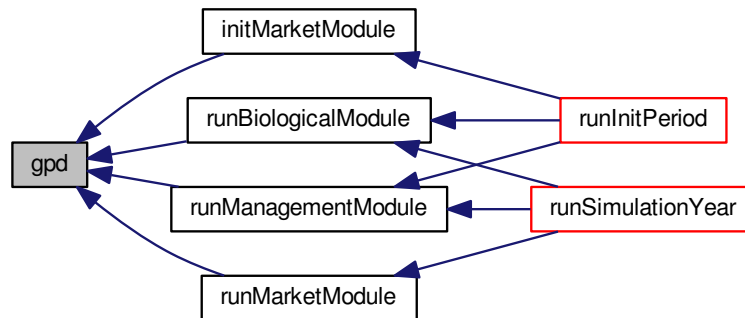 initMarketModule
runBiologicalModule
runInitPeriod
gpd
runManagementModule
runSimulationYear
runMarketModule